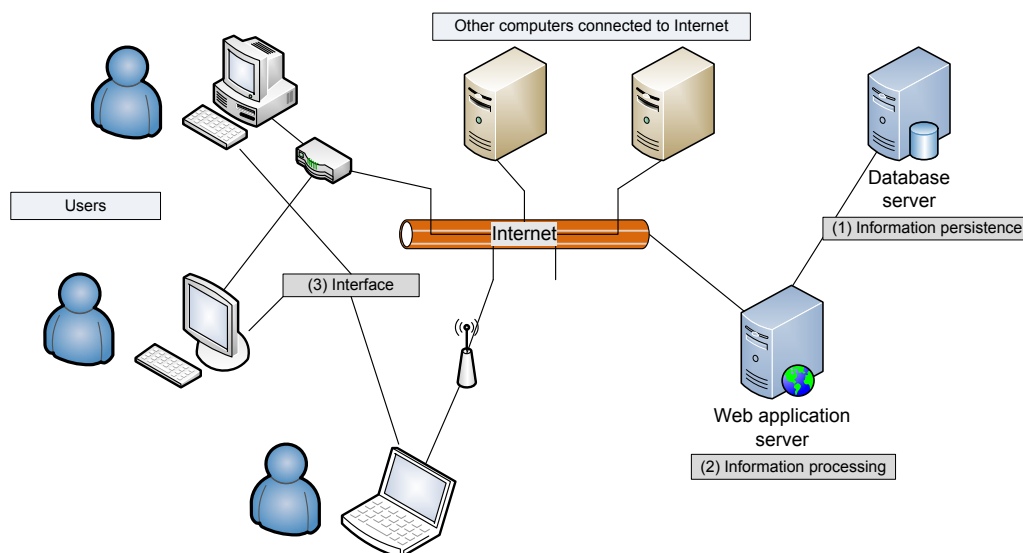 Other computers connected to Internet
Users
Internet
Database
server
(1) Information persistence
(3) Interface
Web application
server
(2) Information processing